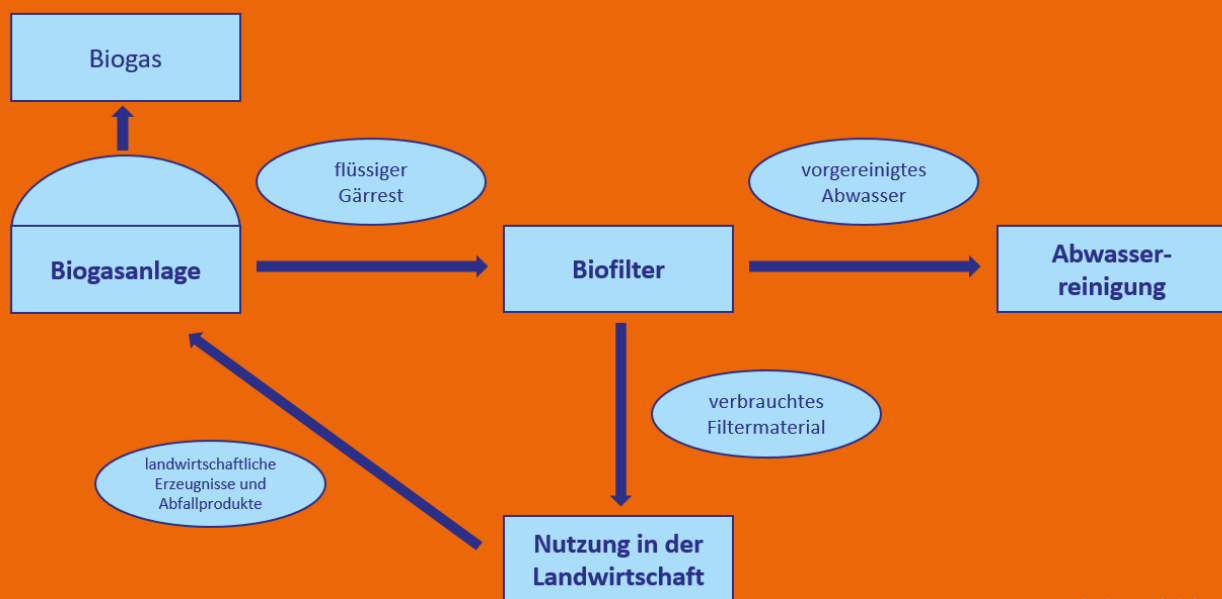 Biogas
flüssiger
Gärrest
vorgereinigtes
Abwasser
Biogasanlage
Biofilter
Abwasser-
reinigung
verbrauchtes
Filtermaterial
landwirtschaftliche
Erzeugnisse und
Abfallprodukte
Nutzung in der
Landwirtschaft